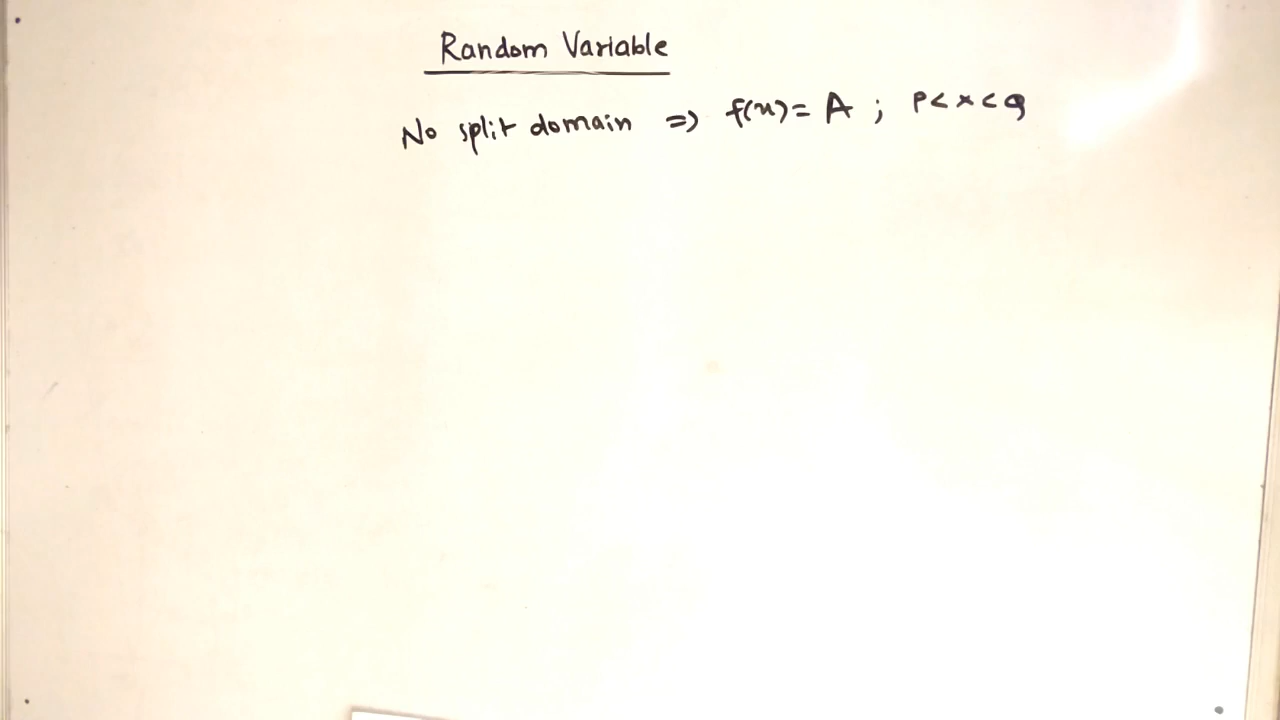 Random Variable
No split domain => f(x) = A ; P < x < Q